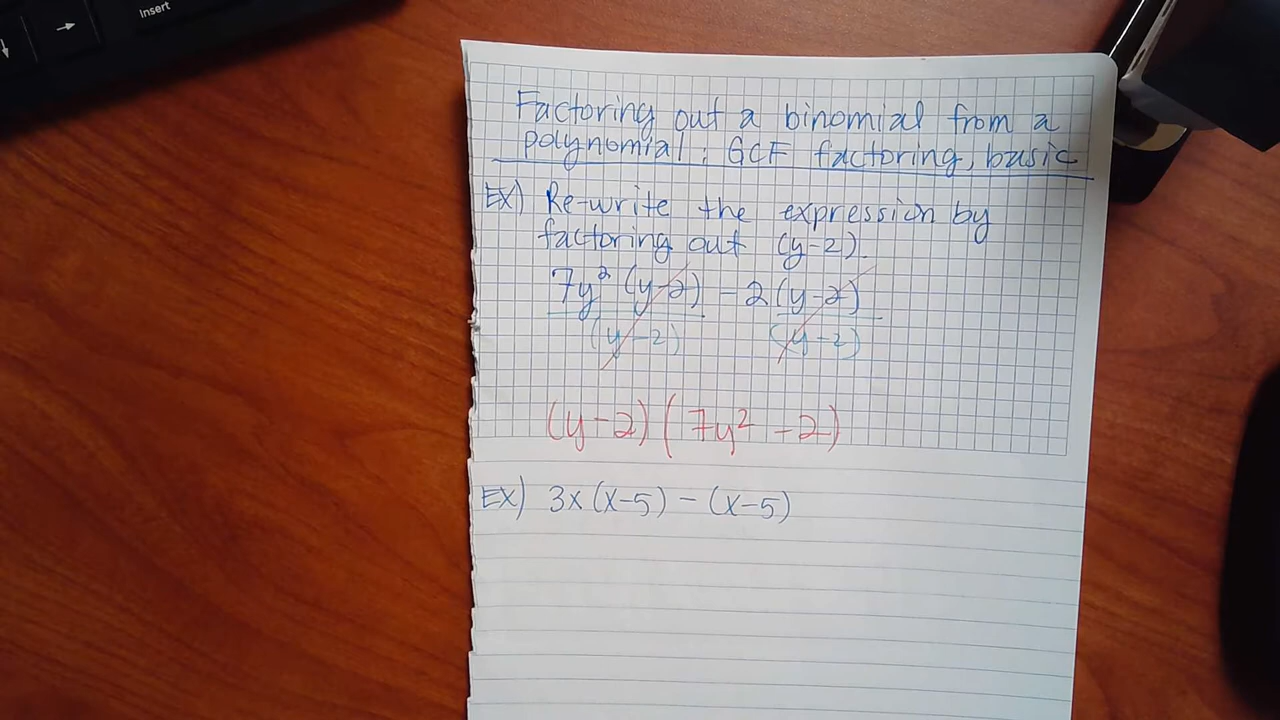 Insert
Factoring out a binomial from a
polynomial: GCF factoring, basic
EX) Re-write the expression by
factoring out (y-2).
7y² (y-2) - 2 (y-2)
(y-2) (y-2)
(y-2) (7y² - 2)
EX) 3x (x-5) - (x-5)